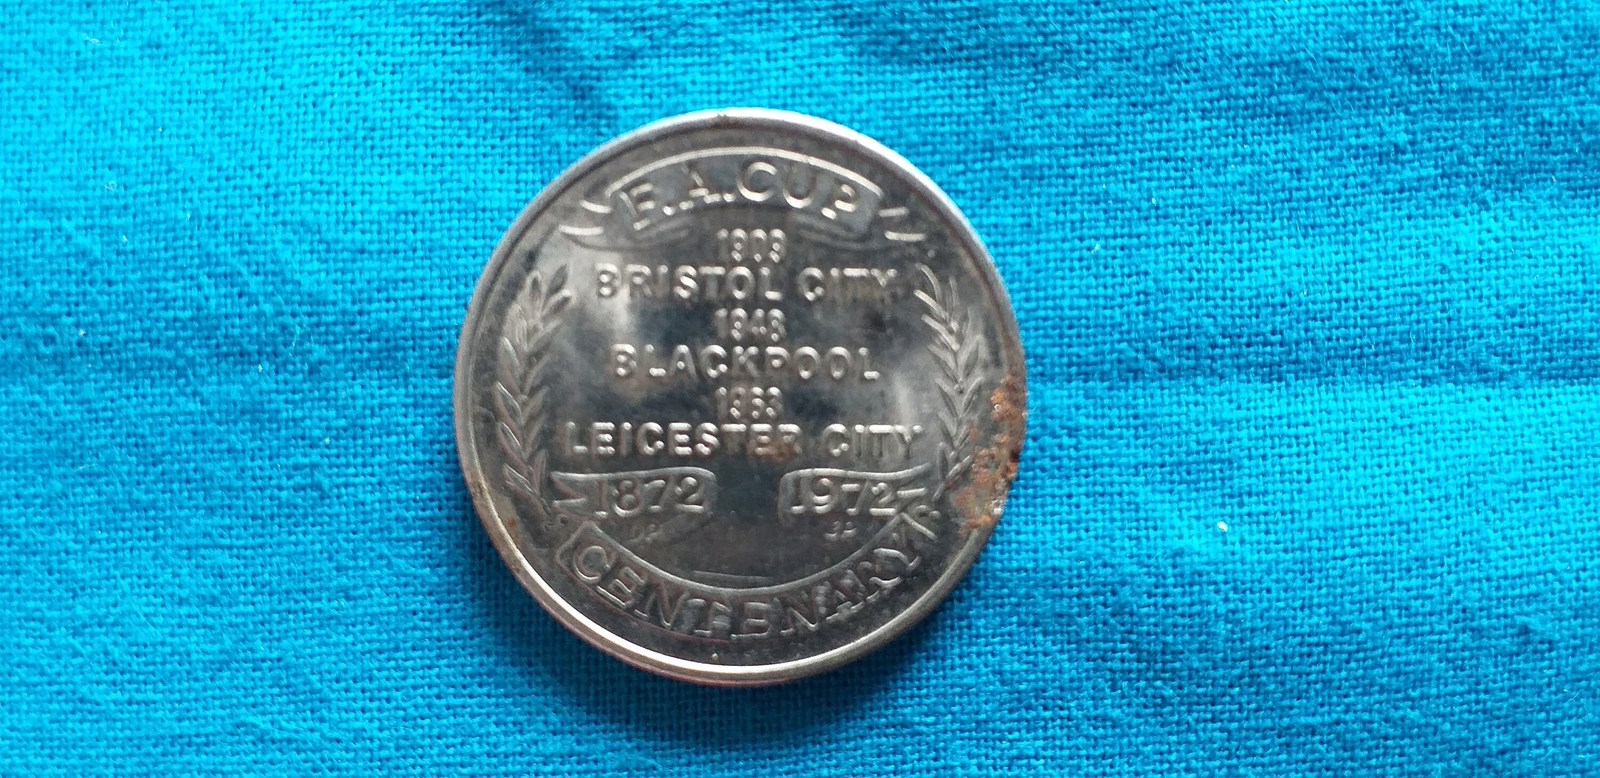 F.A.CUP
1909
BRISTOL CITY
1948
BLACKPOOL
1963
LEICESTER CITY
1872 1972
CENTENARY